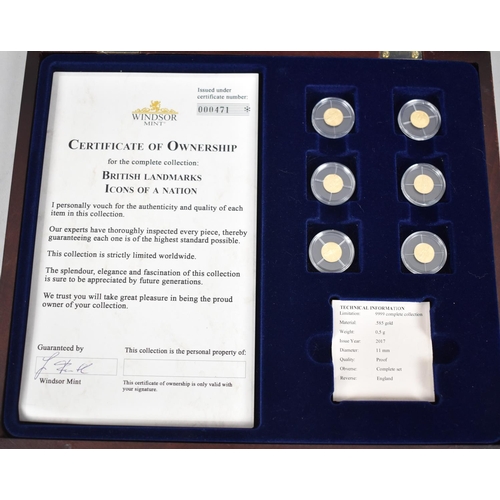 Issued under
certificate number:
000471 *
WINDSOR
MINT
CERTIFICATE OF OWNERSHIP
for the complete collection:
BRITISH LANDMARKS
ICONS OF A NATION
I personally vouch for the authenticity and quality of each
item in this collection.
Our experts have thoroughly inspected every piece, thereby
guaranteeing each one is of the highest standard possible.
This collection is strictly limited worldwide.
The splendour, elegance and fascination of this collection
is sure to be appreciated by future generations.
We trust you will take great pleasure in being the proud
owner of your collection.
Guaranteed by
This collection is the personal property of:
Windsor Mint
This certificate of ownership is only valid with
your signature.
TECHNICAL INFORMATION
Limitation: 9999 complete collection
Material: 585 gold
Weight: 0,5 g
Issue Year: 2017
Diameter: 11 mm
Quality: Proof
Obverse: Complete set
Reverse: England